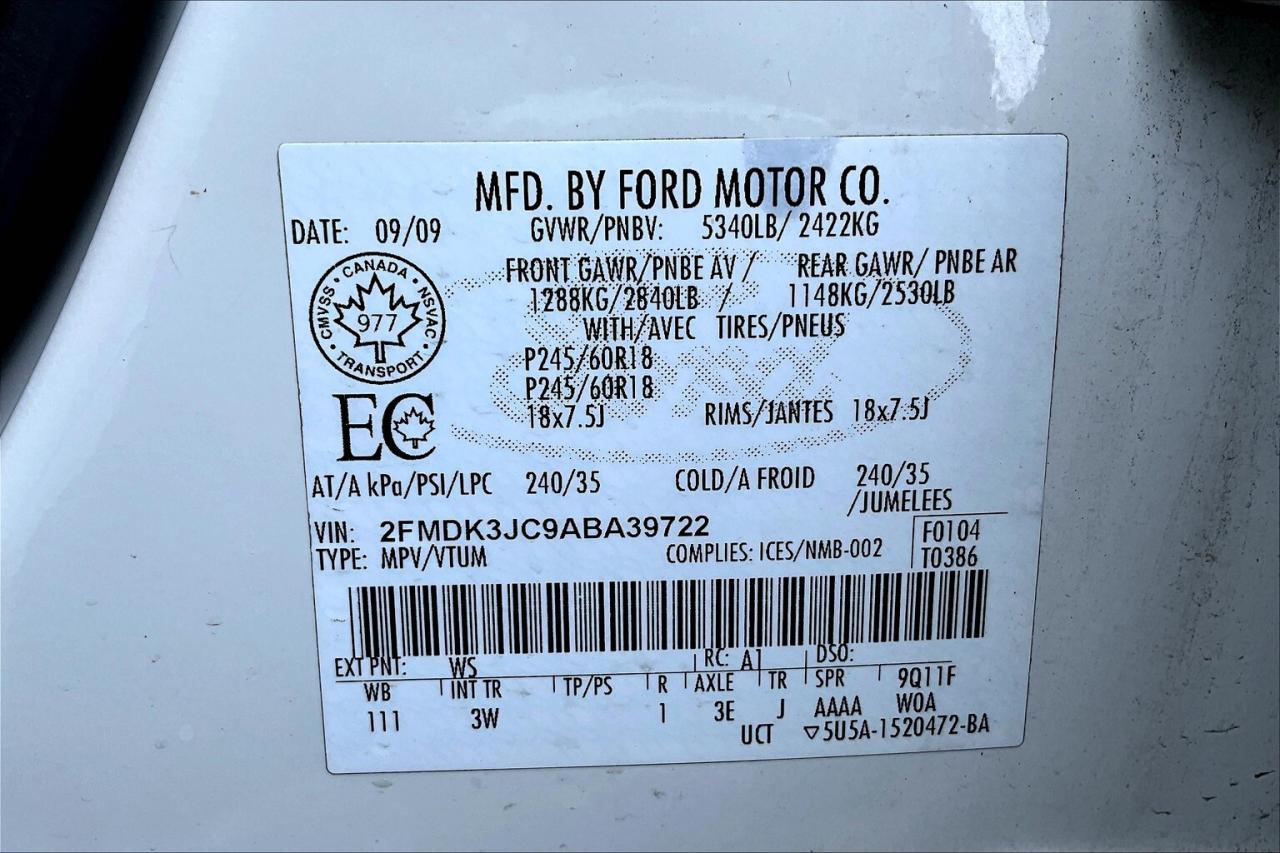 MFD. BY FORD MOTOR CO.
DATE: 09/09 GVWR/PNBV: 5340LB/ 2422KG
FRONT GAWR/PNBE AV / REAR GAWR/ PNBE AR
1288KG/2840LB / 1148KG/2530LB
WITH/AVEC TIRES/PNEUS
P245/60R18
P245/60R18
18x7.5J RIMS/JANTES 18x7.5J
CMVSS · CANADA · NSVAC · TRANSPORT ·
977
EC
AT/A kPa/PSI/LPC 240/35 COLD/A FROID 240/35
/JUMELEES
VIN: 2FMDK3JC9ABA39722 F0104
TYPE: MPV/VTUM COMPLIES: ICES/NMB-002 T0386
EXT PNT: WS RC: A1 DSO:
WB INT TR TP/PS R AXLE TR SPR 9Q11F
111 3W 1 3E J AAAA WOA
UCT ▽5U5A-1520472-BA